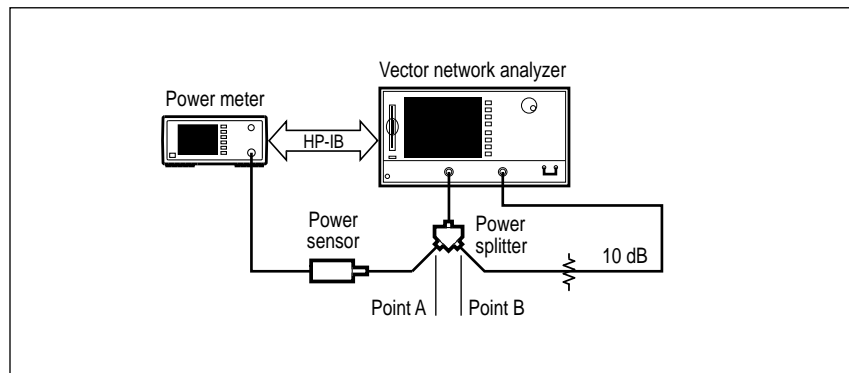 Vector network analyzer
Power meter
HP-IB
Power
sensor
Power
splitter
10 dB
Point A
Point B